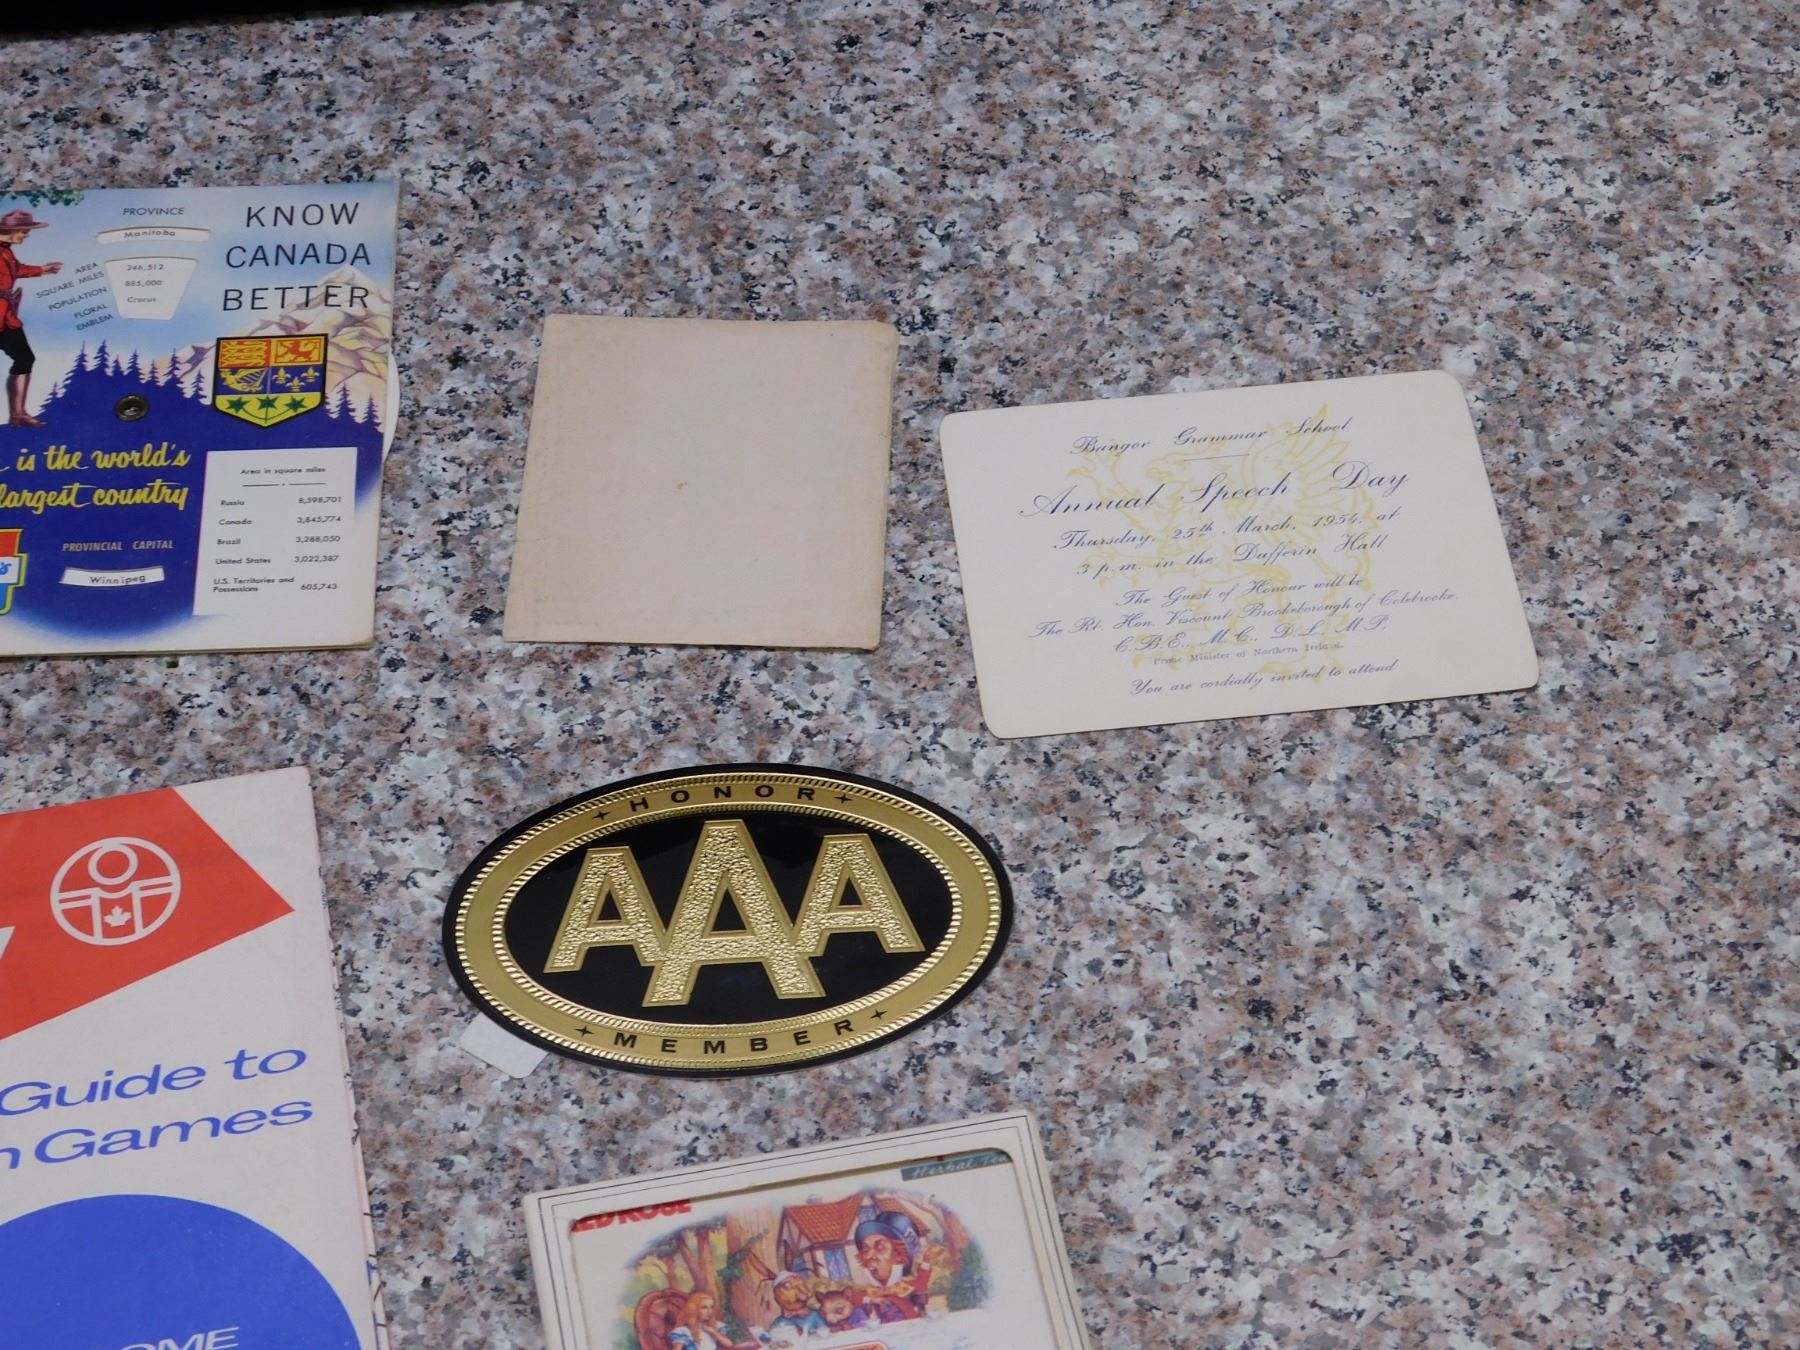 PROVINCE
Manitoba
KNOW
CANADA
BETTER
AREA
SQUARE MILES
POPULATION
FLORAL
EMBLEM
246,512
885,000
Crocus
is the world's
largest country
PROVINCIAL CAPITAL
Winnipeg
Area in square miles
Russia 8,598,701
Canada 3,845,774
Brazil 3,288,050
United States 3,022,387
U.S. Territories and
Possessions 605,743
Bangor Grammar School
Annual Speech Day
Thursday, 25th March, 1954, at
3 p.m. in the Dufferin Hall
The Guest of Honour will be
The Rt. Hon. Viscount Brookeborough of Colebrooke,
C.B.E., M.C., D.L., M.P.
Prime Minister of Northern Ireland.
You are cordially invited to attend
HONOR
AAA
MEMBER
Guide to
Games
RED ROSE
Herbal Tea